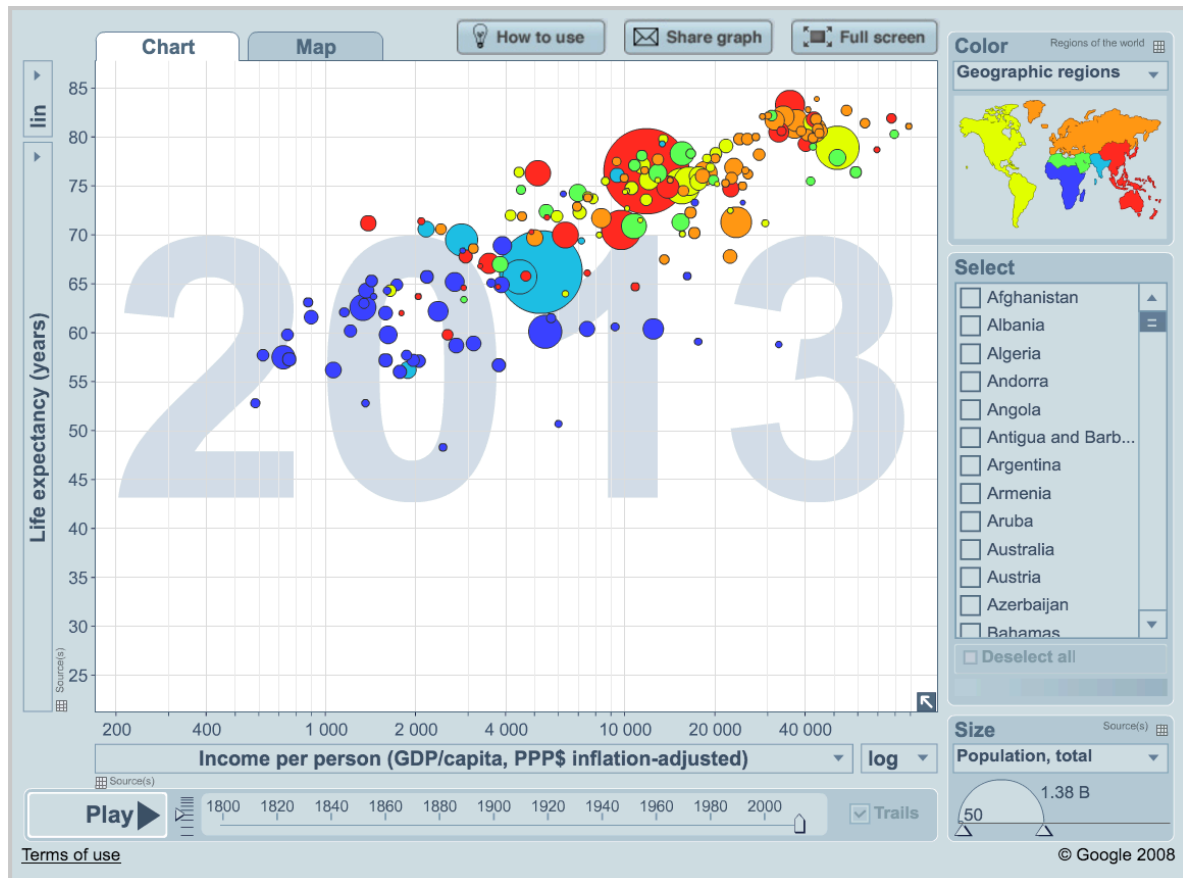 Chart
Map
How to use
Share graph
Full screen
lin
Life expectancy (years)
Source(s)
85
80
75
70
65
60
55
50
45
40
35
30
25
2013
200
400
1 000
2 000
4 000
10 000
20 000
40 000
Income per person (GDP/capita, PPP$ inflation-adjusted)
log
Source(s)
Play
1800 1820 1840 1860 1880 1900 1920 1940 1960 1980 2000
Trails
Color
Regions of the world
Geographic regions
Select
Afghanistan
Albania
Algeria
Andorra
Angola
Antigua and Barb...
Argentina
Armenia
Aruba
Australia
Austria
Azerbaijan
Bahamas
Deselect all
Size
Source(s)
Population, total
1.38 B
50
Terms of use
© Google 2008